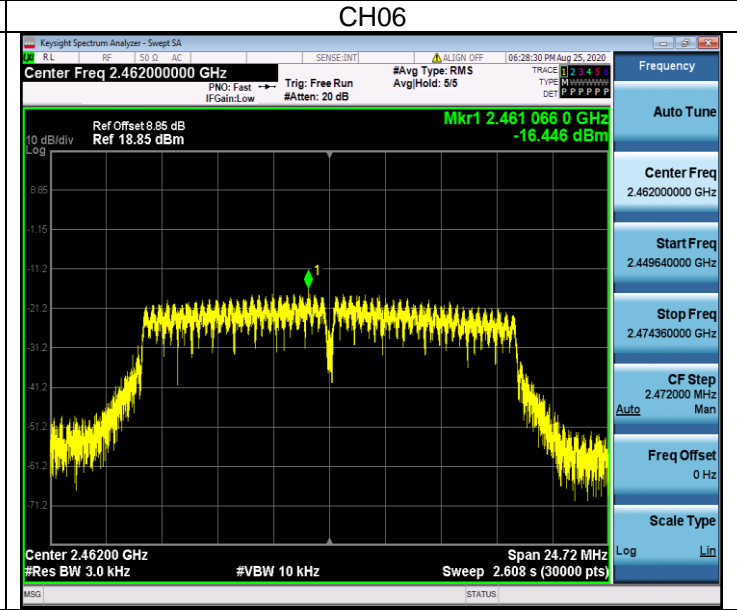 CH06
Keysight Spectrum Analyzer - Swept SA
LXI RL RF 50 Ω AC SENSE:INT ALIGN OFF 06:28:30 PM Aug 25, 2020
Center Freq 2.462000000 GHz
PNO: Fast
IFGain:Low
Trig: Free Run
#Atten: 20 dB
#Avg Type: RMS
Avg|Hold: 5/5
TRACE 1 2 3 4 5 6
TYPE M WWWWW
DET P P P P P P
Ref Offset 8.85 dB
10 dB/div Ref 18.85 dBm
Log
Mkr1 2.461 066 0 GHz
-16.446 dBm
8.85
-1.15
-11.2
1
-21.2
-31.2
-41.2
-51.2
-61.2
-71.2
Center 2.46200 GHz Span 24.72 MHz
#Res BW 3.0 kHz #VBW 10 kHz Sweep 2.608 s (30000 pts)
MSG STATUS
Frequency
Auto Tune
Center Freq
2.462000000 GHz
Start Freq
2.449640000 GHz
Stop Freq
2.474360000 GHz
CF Step
2.472000 MHz
Auto Man
Freq Offset
0 Hz
Scale Type
Log Lin